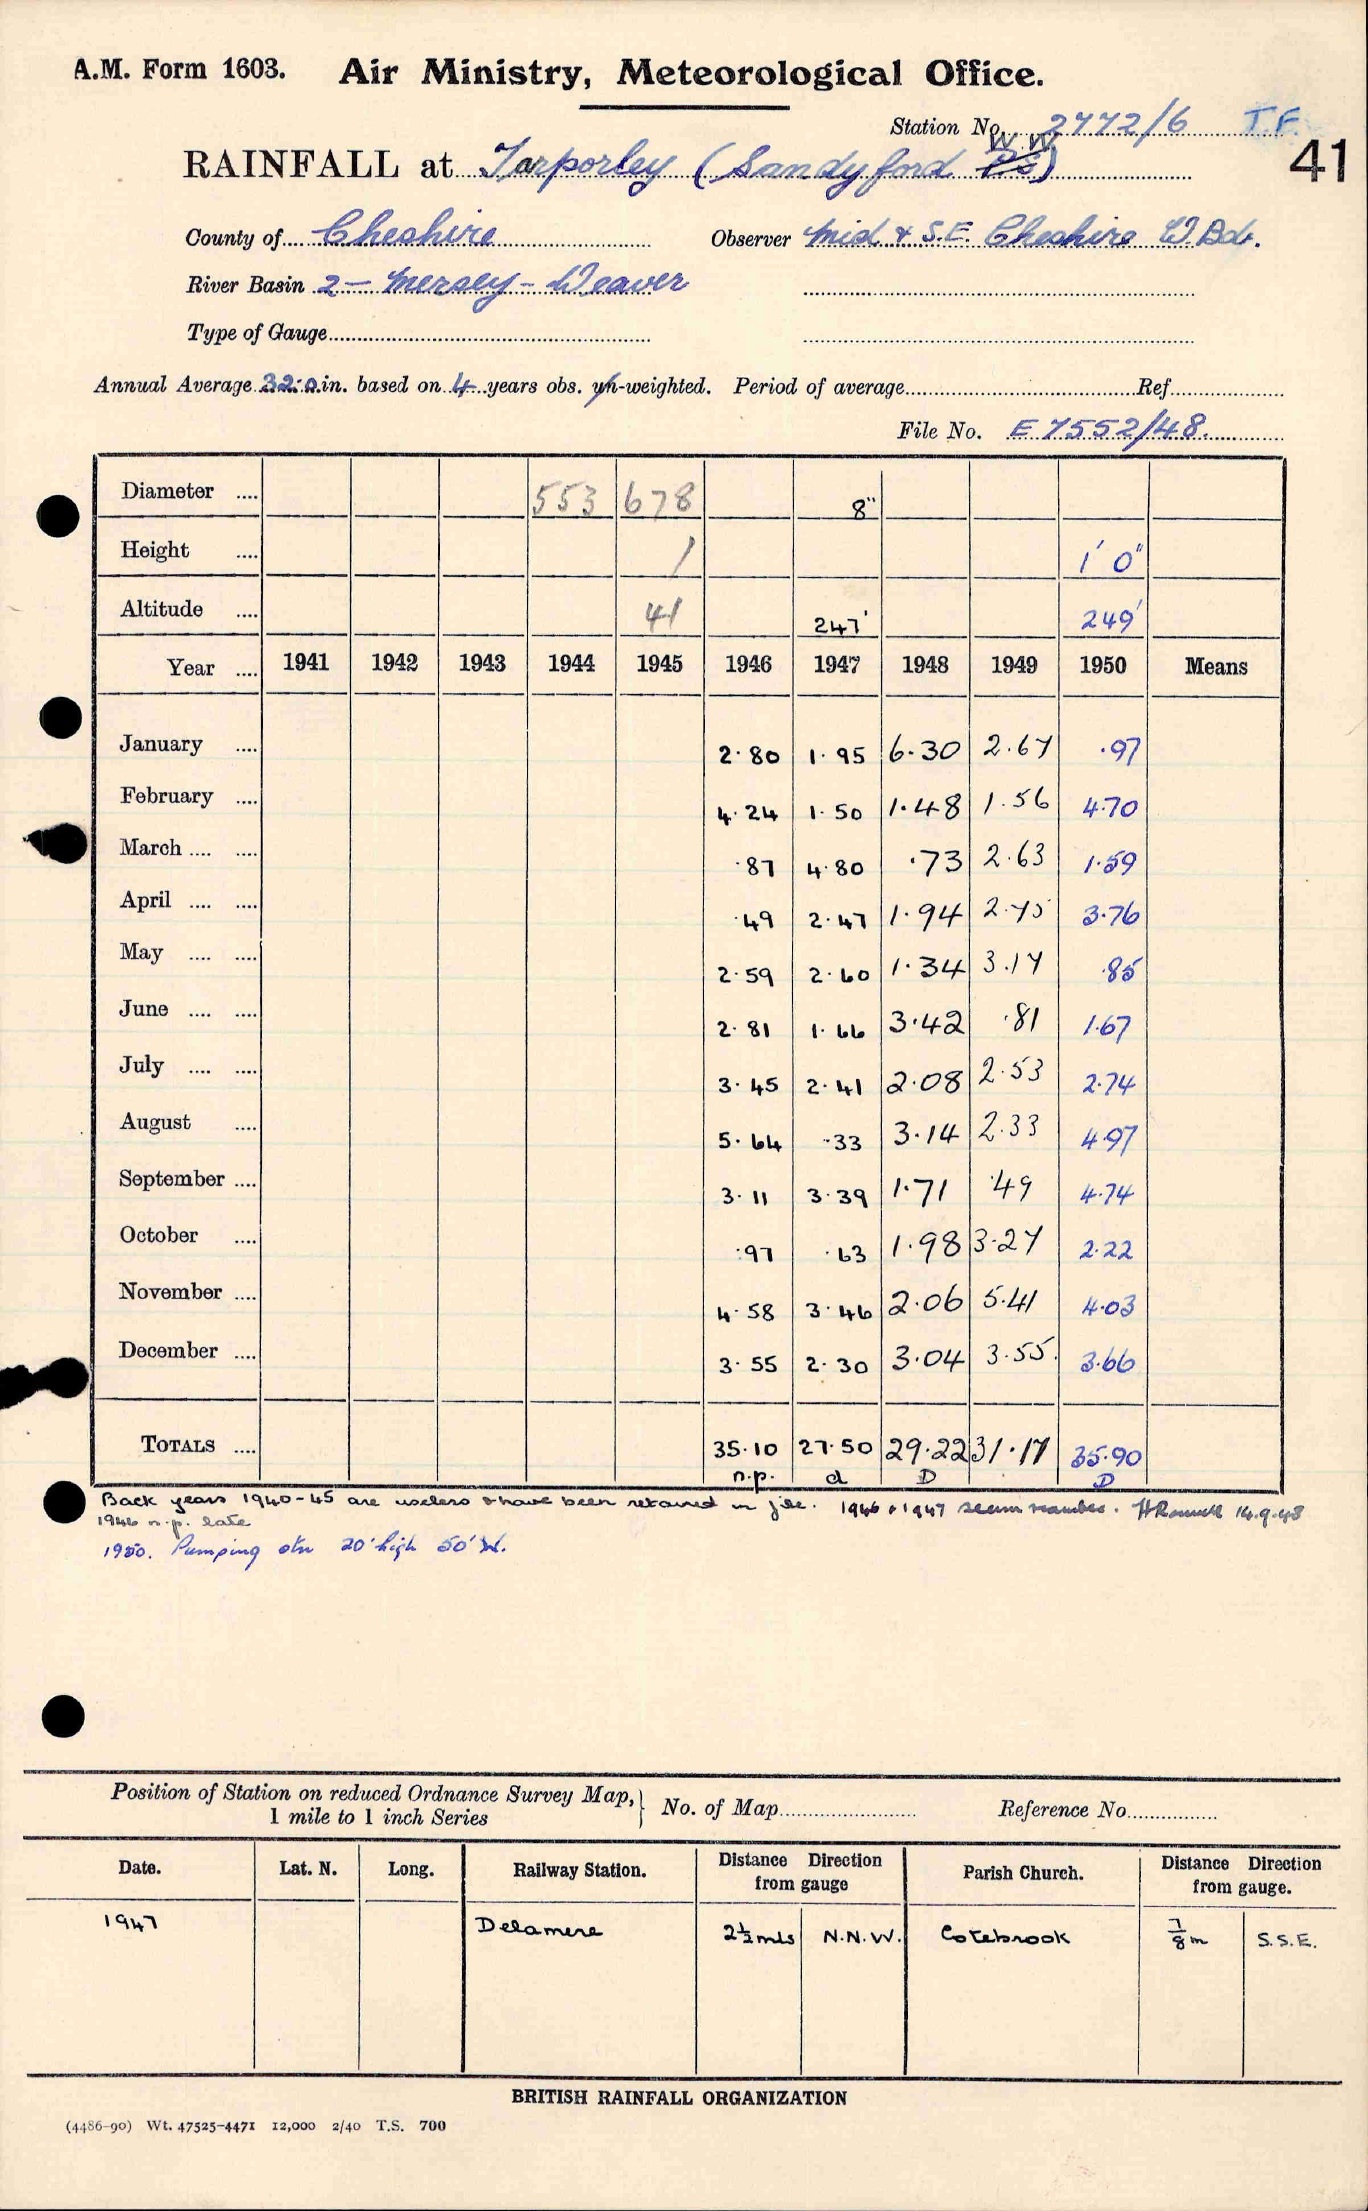 A.M. Form 1603. Air Ministry, Meteorological Office.
Station No. 2772/6 T.F.
41
W W
RAINFALL at Tarporley (Sandyford P.S)
County of Cheshire Observer Mid & S.E. Cheshire W Bd.
River Basin 2 - Mersey - Weaver
Type of Gauge
Annual Average 32.0 in. based on 4 years obs. un-weighted. Period of average Ref
File No. E 7552/48.
Diameter 553 678 8"
Height 1 1' 0"
Altitude 41 247' 249'
Year 1941 1942 1943 1944 1945 1946 1947 1948 1949 1950 Means
January 2.80 1.95 6.30 2.67 .97
February 4.24 1.50 1.48 1.56 4.70
March .87 4.80 .73 2.63 1.59
April .49 2.47 1.94 2.75 3.76
May 2.59 2.60 1.34 3.17 .85
June 2.81 1.66 3.42 .81 1.67
July 3.45 2.41 2.08 2.53 2.74
August 5.64 .33 3.14 2.33 4.97
September 3.11 3.39 1.71 .49 4.74
October .97 .63 1.98 3.27 2.22
November 4.58 3.46 2.06 5.41 4.03
December 3.55 2.30 3.04 3.55 3.66
TOTALS 35.10 27.50 29.22 31.17 35.90
n.p. d D D
Back years 1940-45 are useless & have been retained in file. 1946 & 1947 seem 14.9.48
1946 n.p. late
1950. Pumping stn 20' high 50' W.
Position of Station on reduced Ordnance Survey Map, 1 mile to 1 inch Series No. of Map Reference No.
Date. Lat. N. Long. Railway Station. Distance Direction from gauge Parish Church. Distance Direction from gauge.
1947 Delamere 2½ mls N.N.W. Cotebrook 7/8 m S.S.E.
BRITISH RAINFALL ORGANIZATION
(4486-90) Wt. 47525-4471 12,000 2/40 T.S. 700